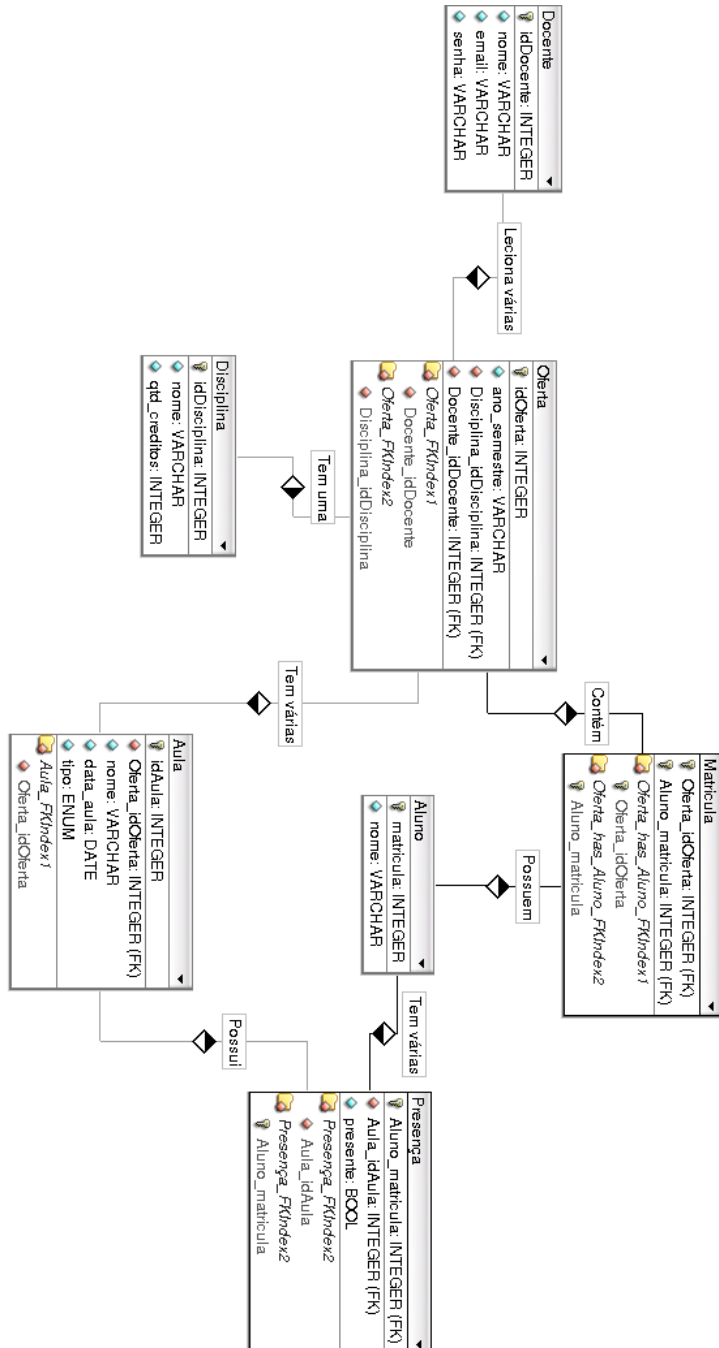 Docente
idDocente: INTEGER
nome: VARCHAR
email: VARCHAR
senha: VARCHAR
Leciona várias
Oferta
idOferta: INTEGER
ano_semestre: VARCHAR
Disciplina_idDisciplina: INTEGER (FK)
Docente_idDocente: INTEGER (FK)
Oferta_FKIndex1
Docente_idDocente
Oferta_FKIndex2
Disciplina_idDisciplina
Tem uma
Disciplina
idDisciplina: INTEGER
nome: VARCHAR
qtd_creditos: INTEGER
Contém
Matricula
Oferta_idOferta: INTEGER (FK)
Aluno_matricula: INTEGER (FK)
Oferta_has_Aluno_FKIndex1
Oferta_idOferta
Oferta_has_Aluno_FKIndex2
Aluno_matricula
Possuem
Aluno
matricula: INTEGER
nome: VARCHAR
Tem várias
Aula
idAula: INTEGER
Oferta_idOferta: INTEGER (FK)
nome: VARCHAR
data_aula: DATE
tipo: ENUM
Aula_FKIndex1
Oferta_idOferta
Tem várias
Possui
Presença
Aluno_matricula: INTEGER (FK)
Aula_idAula: INTEGER (FK)
presente: BOOL
Presença_FKIndex2
Aula_idAula
Presença_FKIndex2
Aluno_matricula